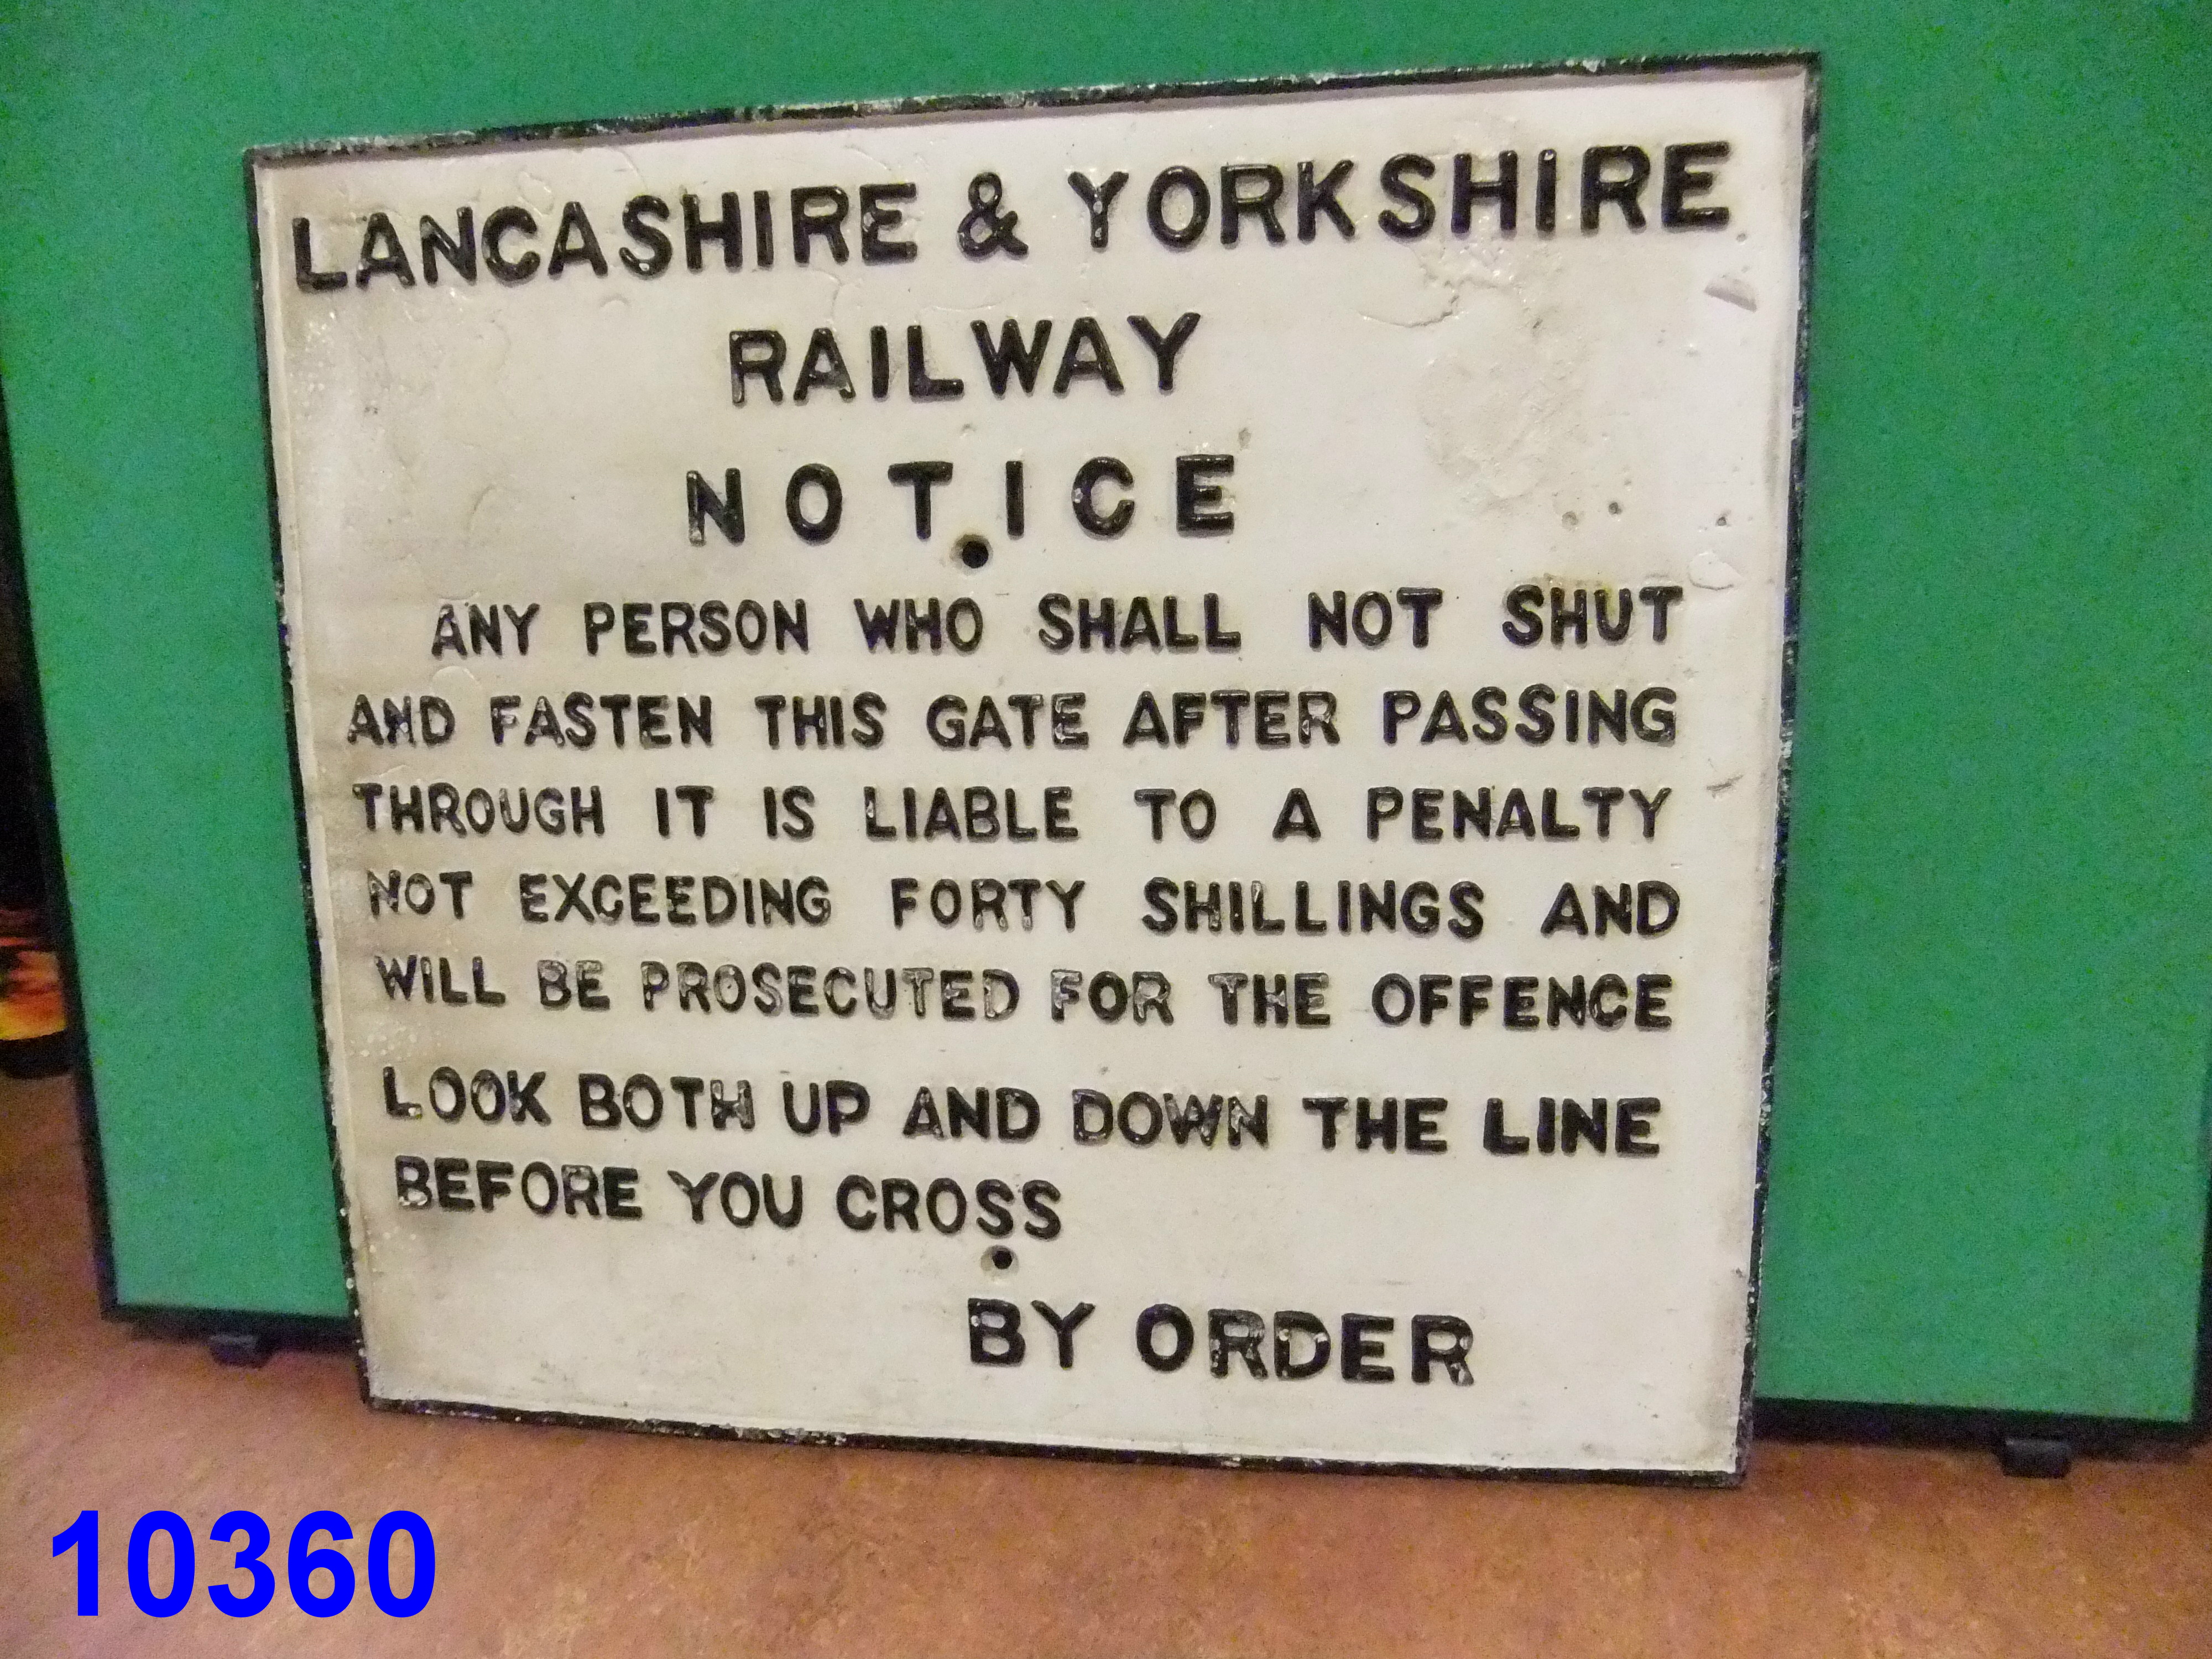 LANCASHIRE & YORKSHIRE
RAILWAY
NOTICE
ANY PERSON WHO SHALL NOT SHUT
AND FASTEN THIS GATE AFTER PASSING
THROUGH IT IS LIABLE TO A PENALTY
NOT EXCEEDING FORTY SHILLINGS AND
WILL BE PROSECUTED FOR THE OFFENCE
LOOK BOTH UP AND DOWN THE LINE
BEFORE YOU CROSS
BY ORDER
10360